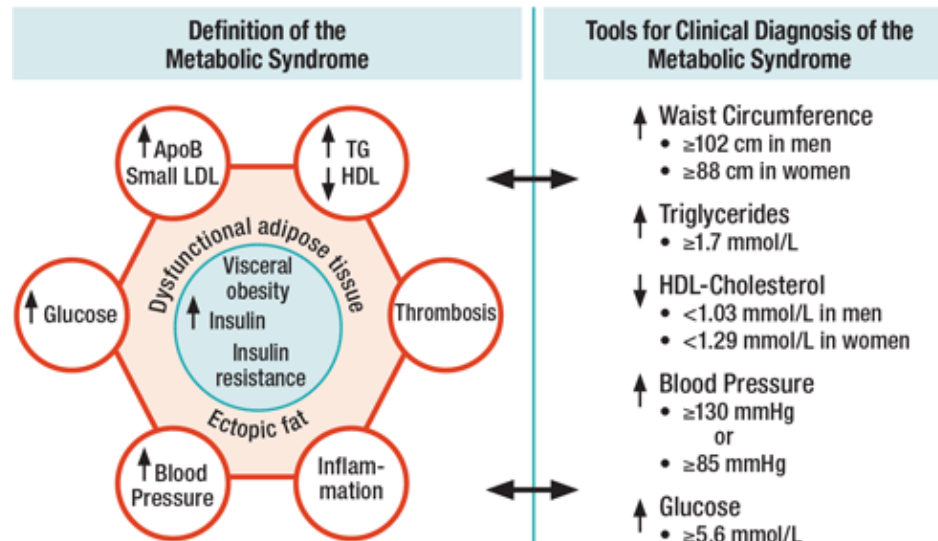 Definition of the
Metabolic Syndrome
↑ ApoB
Small LDL
↑ TG
↓ HDL
Dysfunctional adipose tissue
Visceral
obesity
↑ Insulin
Insulin
resistance
Ectopic fat
↑ Glucose
Thrombosis
↑ Blood
Pressure
Inflam-
mation
Tools for Clinical Diagnosis of the
Metabolic Syndrome
↑ Waist Circumference
• ≥102 cm in men
• ≥88 cm in women
↑ Triglycerides
• ≥1.7 mmol/L
↓ HDL-Cholesterol
• <1.03 mmol/L in men
• <1.29 mmol/L in women
↑ Blood Pressure
• ≥130 mmHg
or
• ≥85 mmHg
↑ Glucose
• ≥5.6 mmol/L